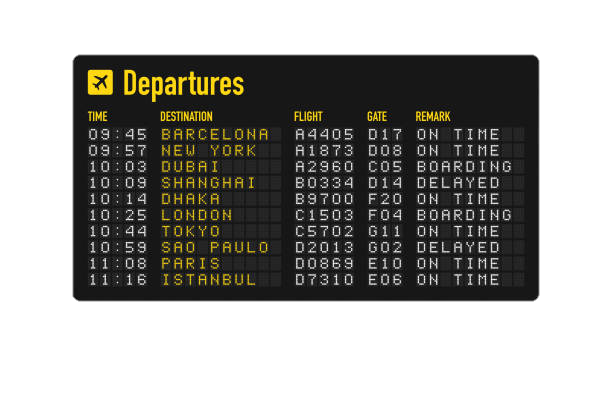 Departures
TIME DESTINATION FLIGHT GATE REMARK
09:45 BARCELONA A4405 D17 ON TIME
09:57 NEW YORK A1873 D08 ON TIME
10:03 DUBAI A2960 C05 BOARDING
10:09 SHANGHAI B0334 D14 DELAYED
10:14 DHAKA B9700 F20 ON TIME
10:25 LONDON C1503 F04 BOARDING
10:44 TOKYO C5702 G11 ON TIME
10:59 SAO PAULO D2013 G02 DELAYED
11:08 PARIS D0869 E10 ON TIME
11:16 ISTANBUL D7310 E06 ON TIME